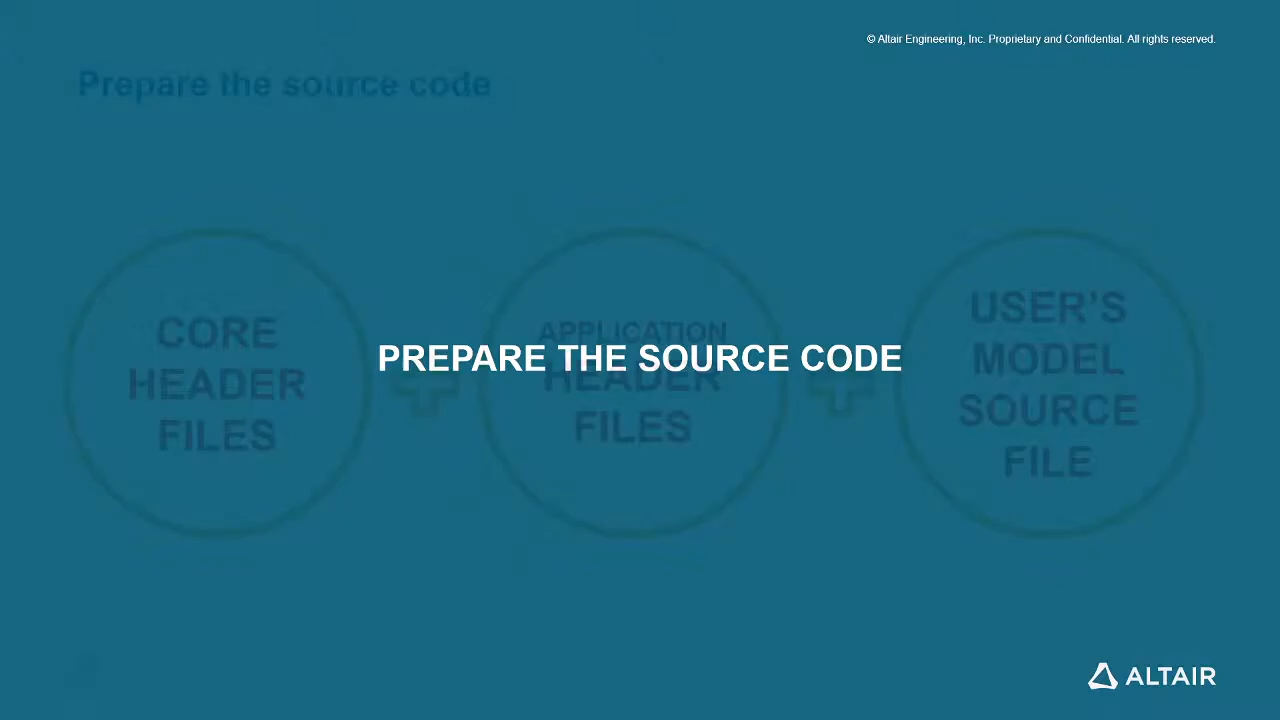 © Altair Engineering, Inc. Proprietary and Confidential. All rights reserved.
Prepare the source code
CORE
HEADER
FILES
APPLICATION
HEADER
FILES
USER'S
MODEL
SOURCE
FILE
PREPARE THE SOURCE CODE
ALTAIR